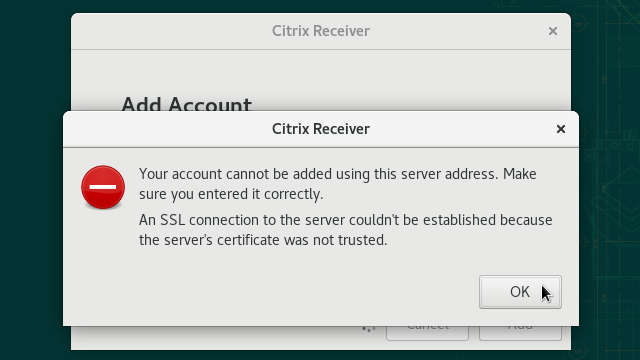 Citrix Receiver
Add Account
Citrix Receiver
Your account cannot be added using this server address. Make
sure you entered it correctly.
An SSL connection to the server couldn't be established because
the server's certificate was not trusted.
OK
Cancel
Add